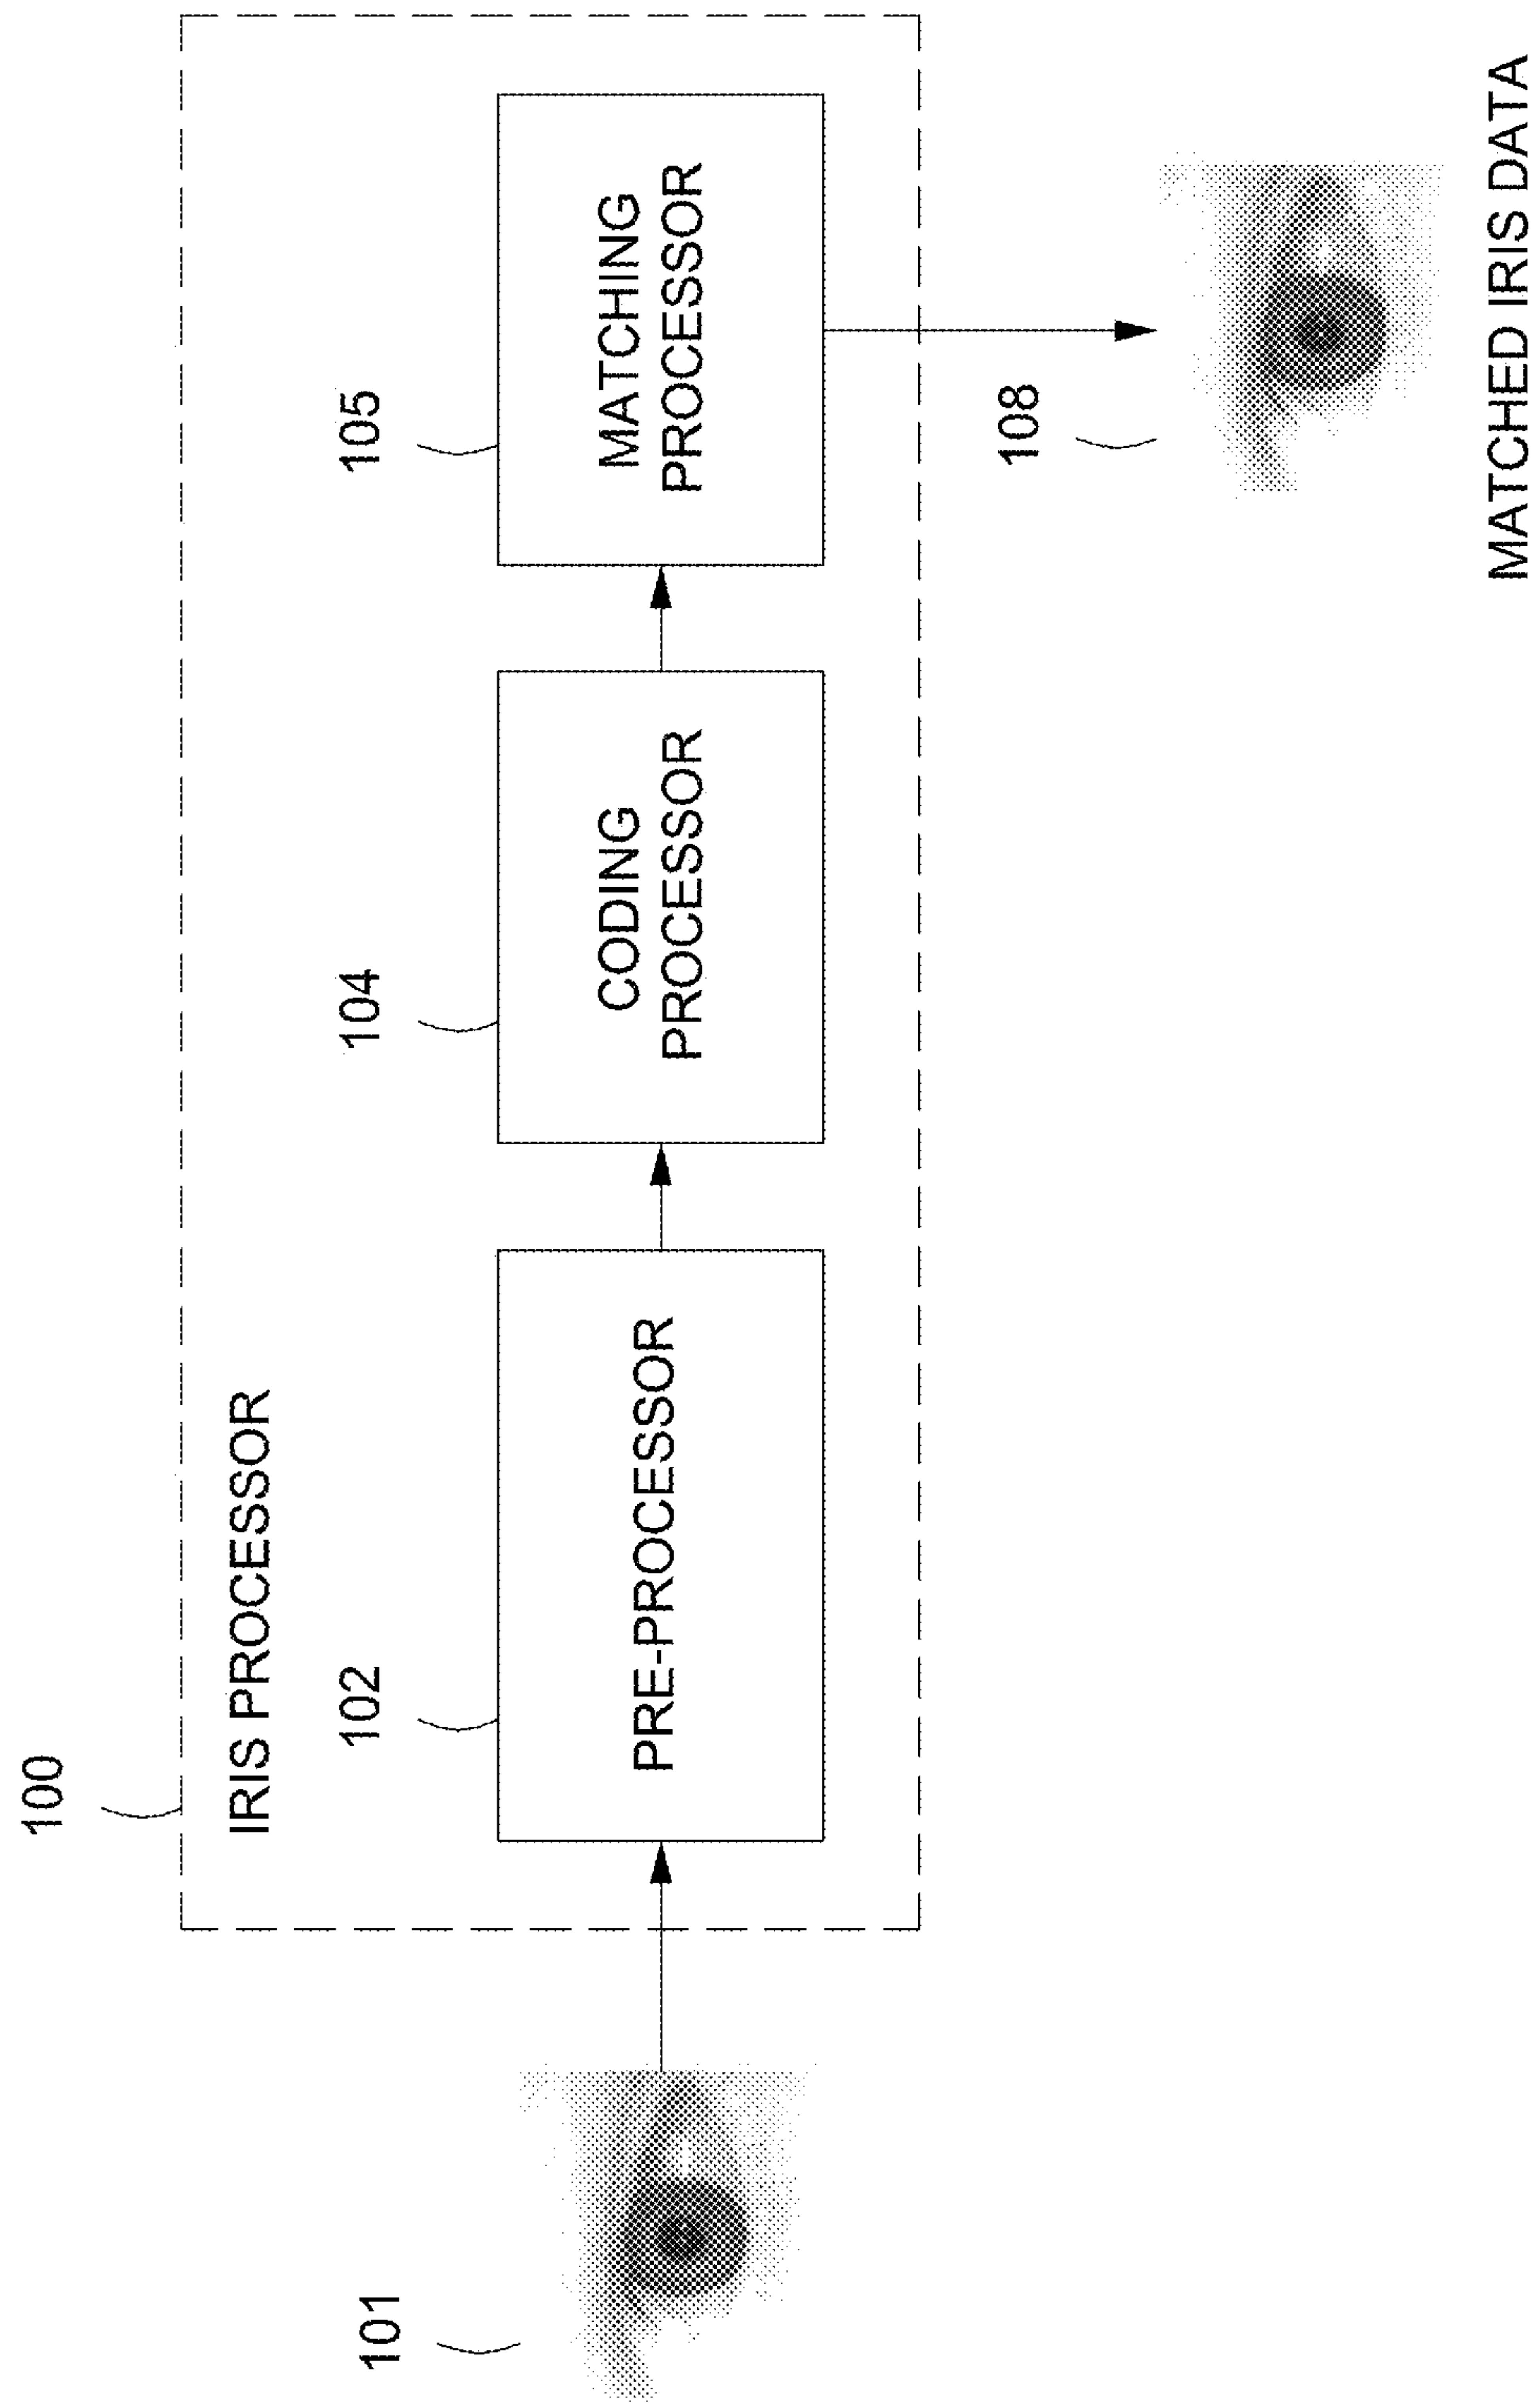 100
IRIS PROCESSOR
102
104
105
PRE-PROCESSOR
CODING
PROCESSOR
MATCHING
PROCESSOR
101
108
MATCHED IRIS DATA